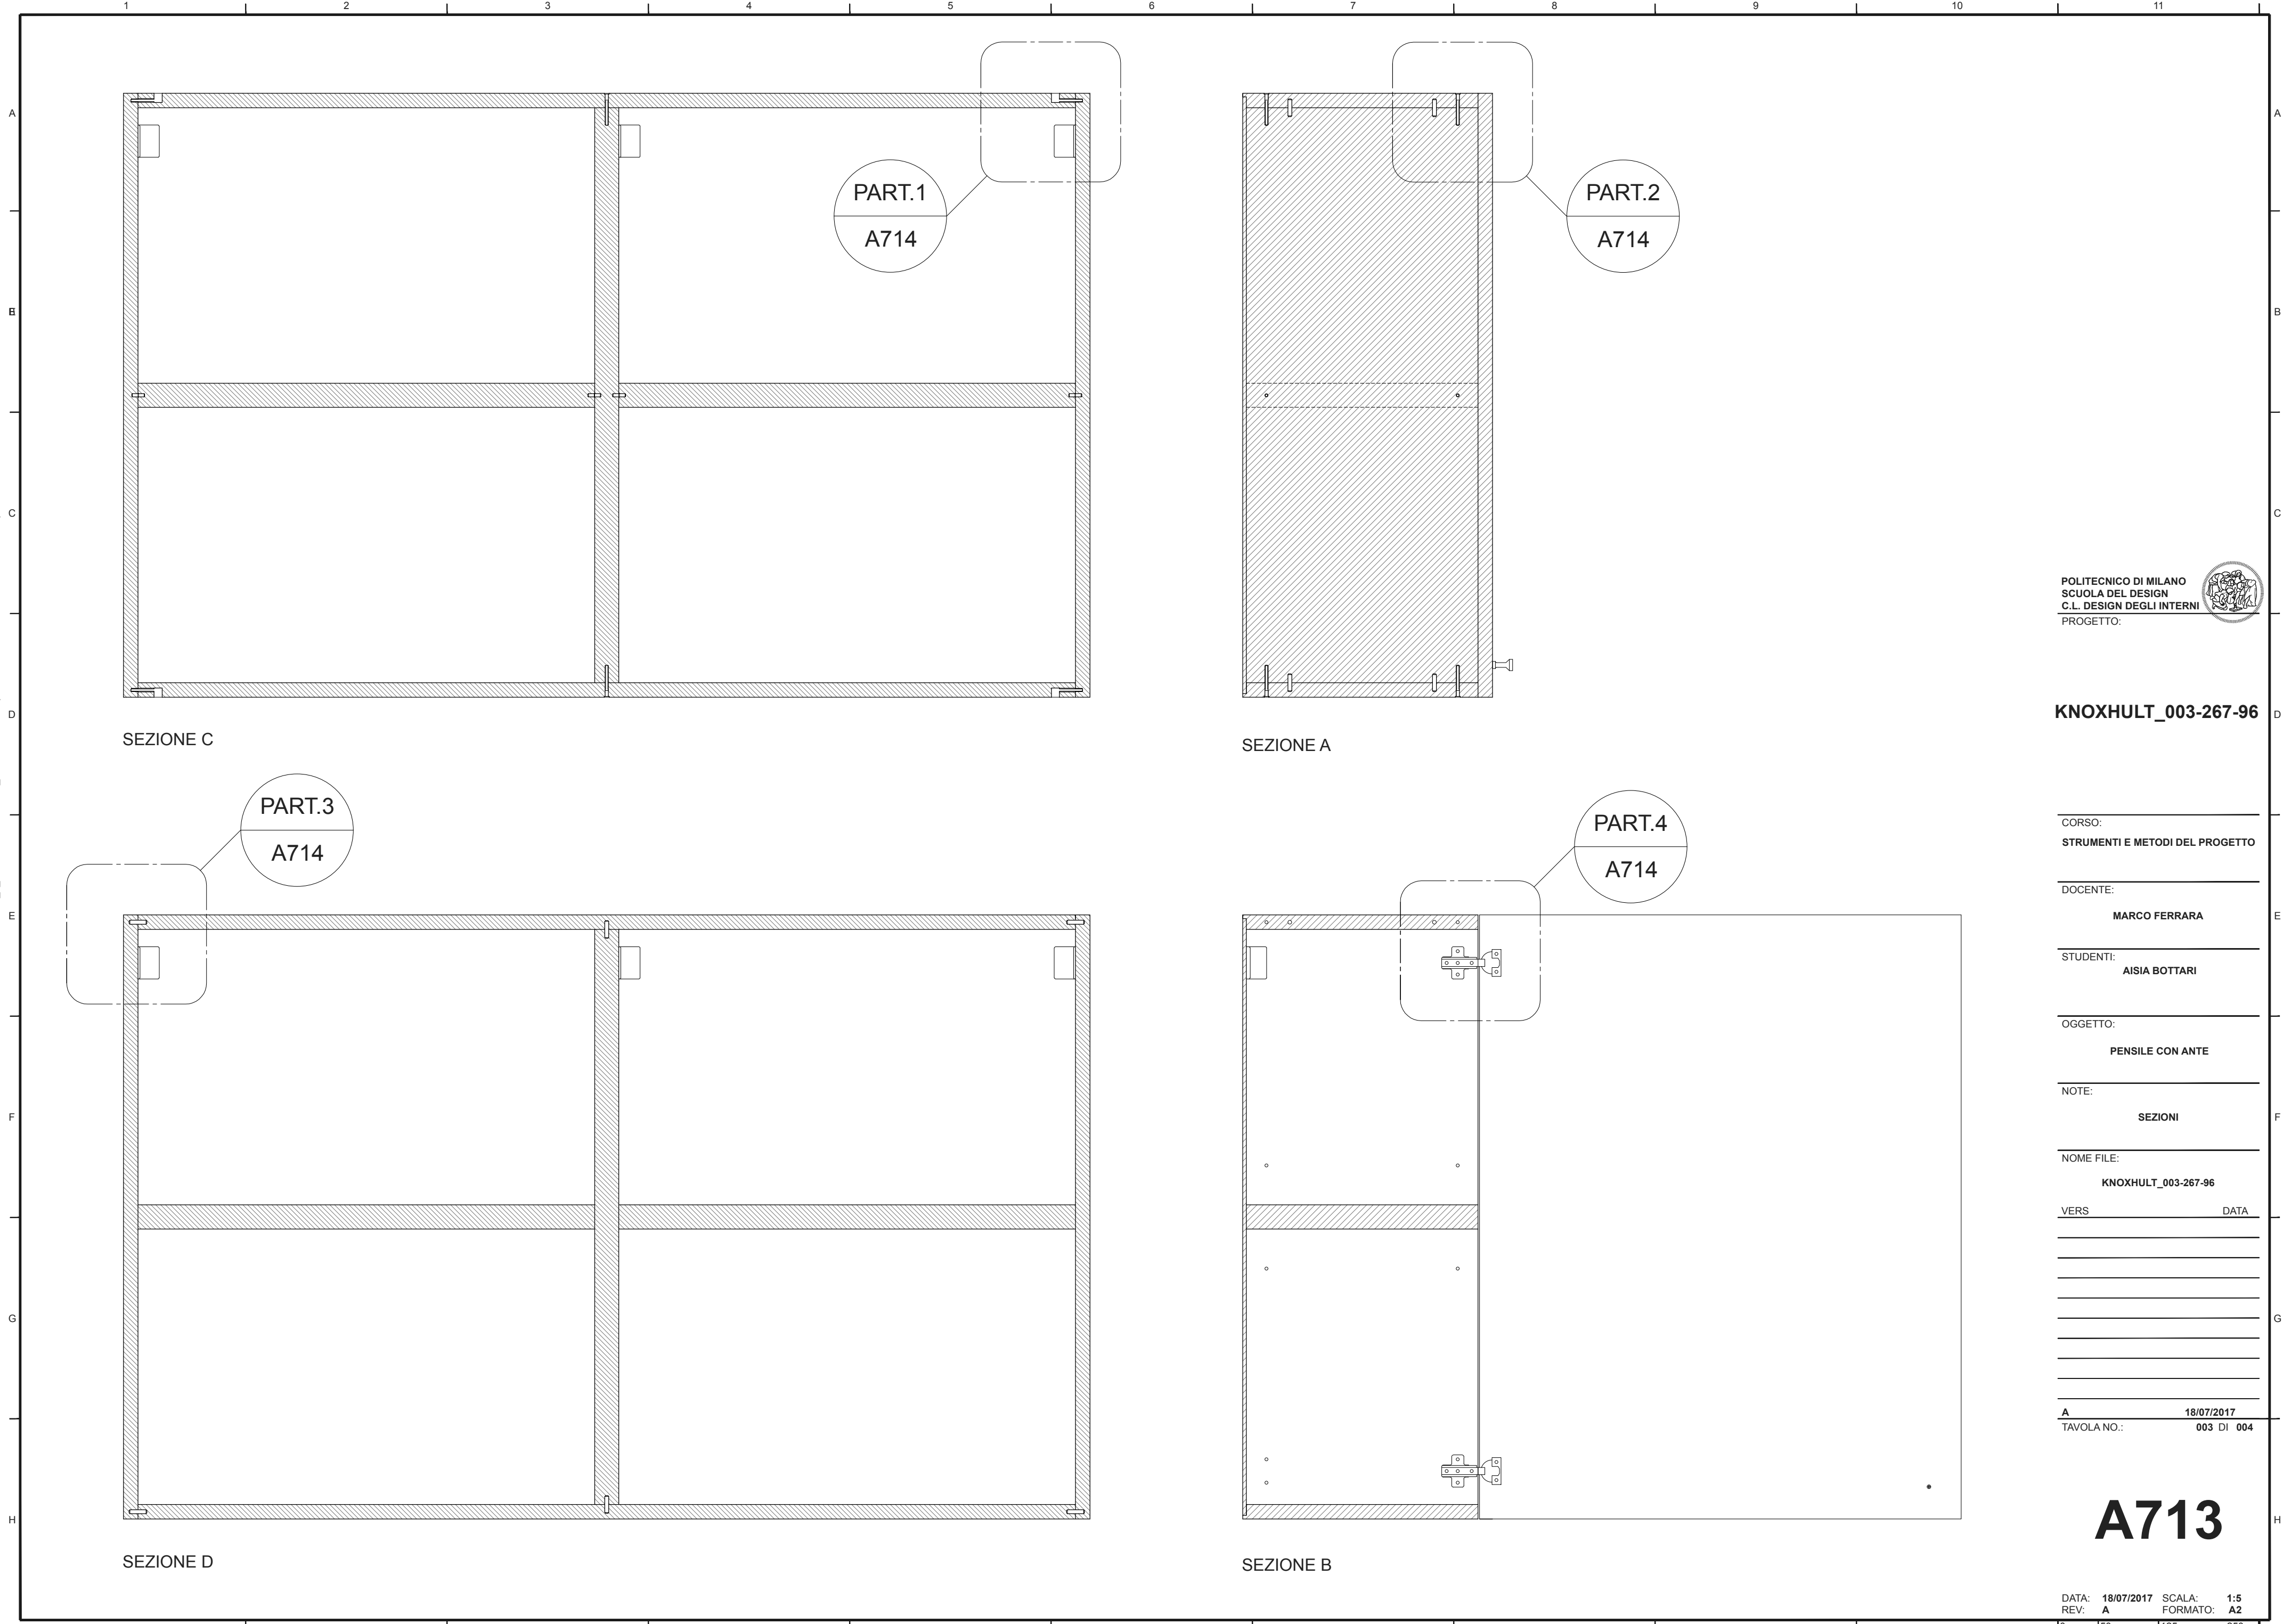 1 2 3 4 5 6 7 8 9 10 11
A A
B B
C C
D D
E E
F F
G G
H H
PART.1
A714
PART.2
A714
SEZIONE C
SEZIONE A
PART.3
A714
PART.4
A714
SEZIONE D
SEZIONE B
POLITECNICO DI MILANO
SCUOLA DEL DESIGN
C.L. DESIGN DEGLI INTERNI
PROGETTO:
KNOXHULT_003-267-96
CORSO:
STRUMENTI E METODI DEL PROGETTO
DOCENTE:
MARCO FERRARA
STUDENTI:
AISIA BOTTARI
OGGETTO:
PENSILE CON ANTE
NOTE:
SEZIONI
NOME FILE:
KNOXHULT_003-267-96
VERS DATA
A 18/07/2017
TAVOLA NO.: 003 DI 004
A713
DATA: 18/07/2017 SCALA: 1:5
REV: A FORMATO: A2